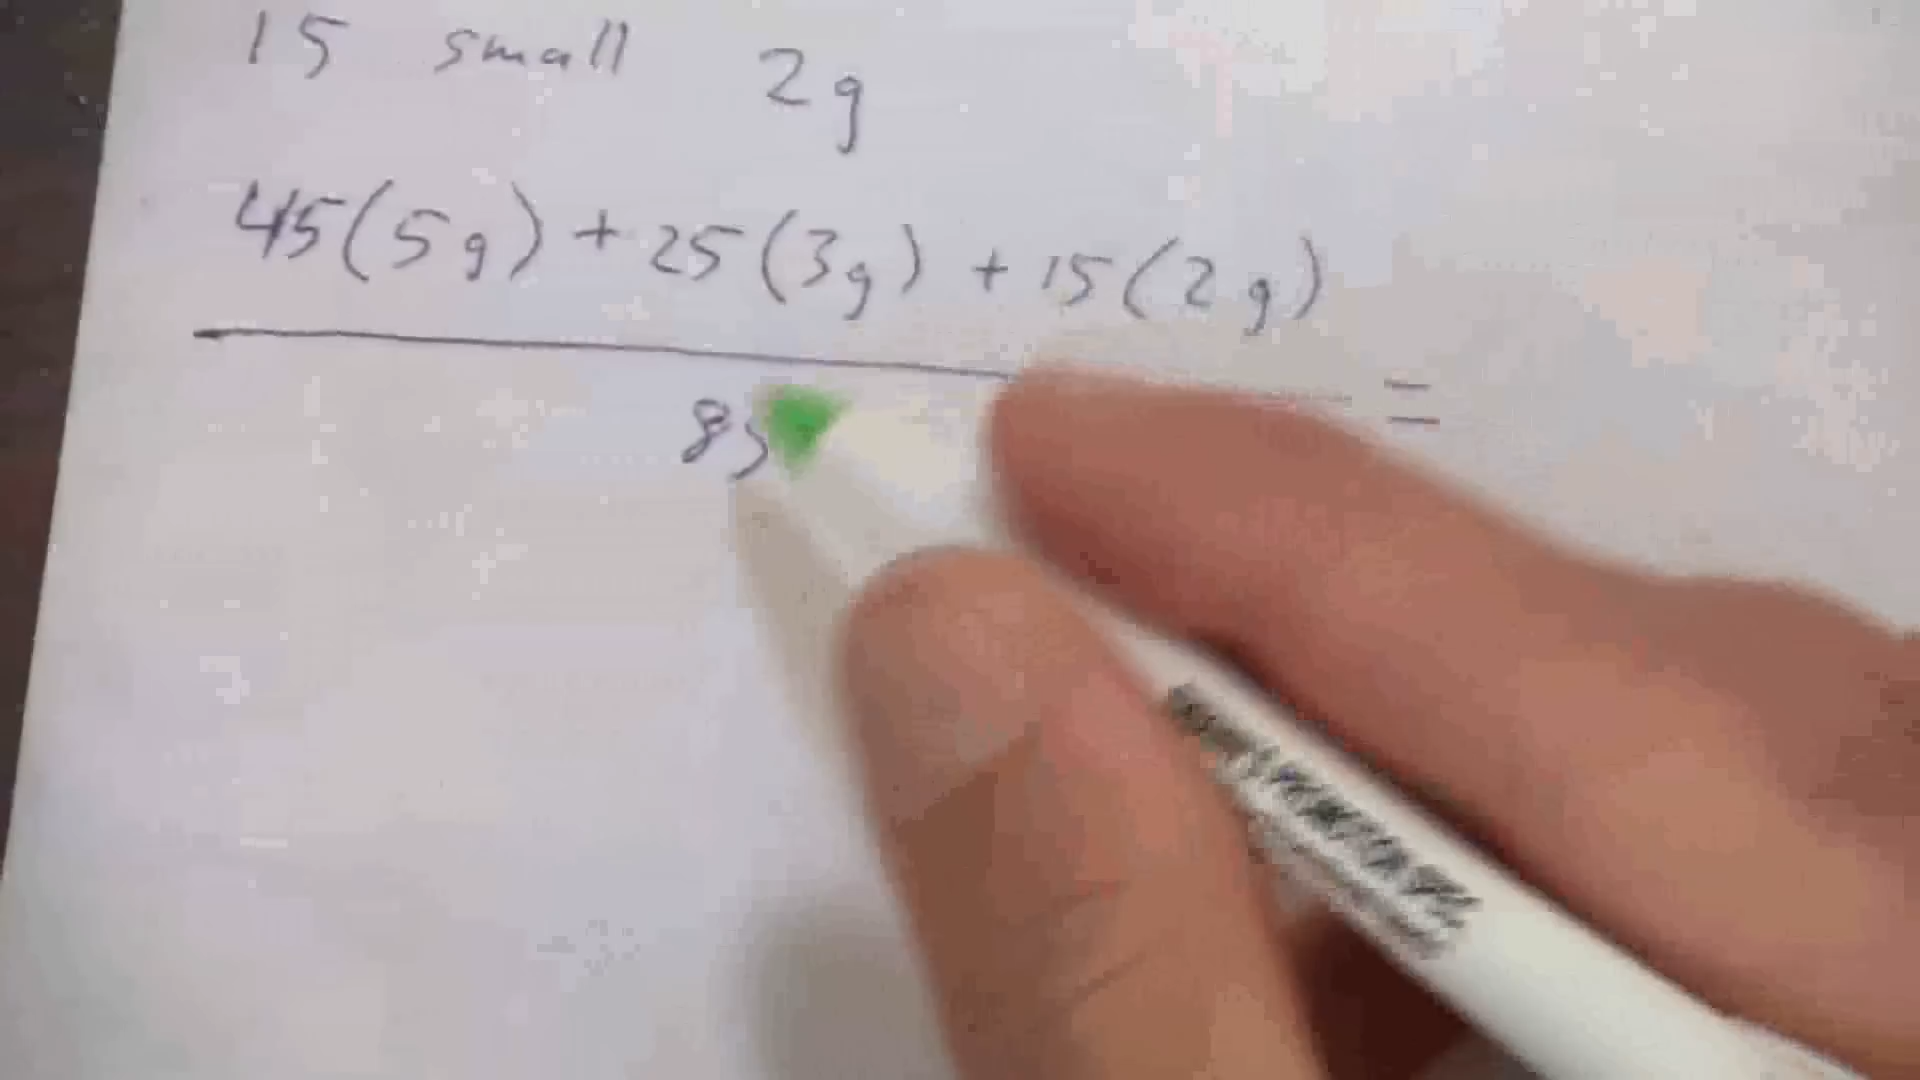 15 small 2g
45(5g) + 25(3g) + 15(2g)
=
85